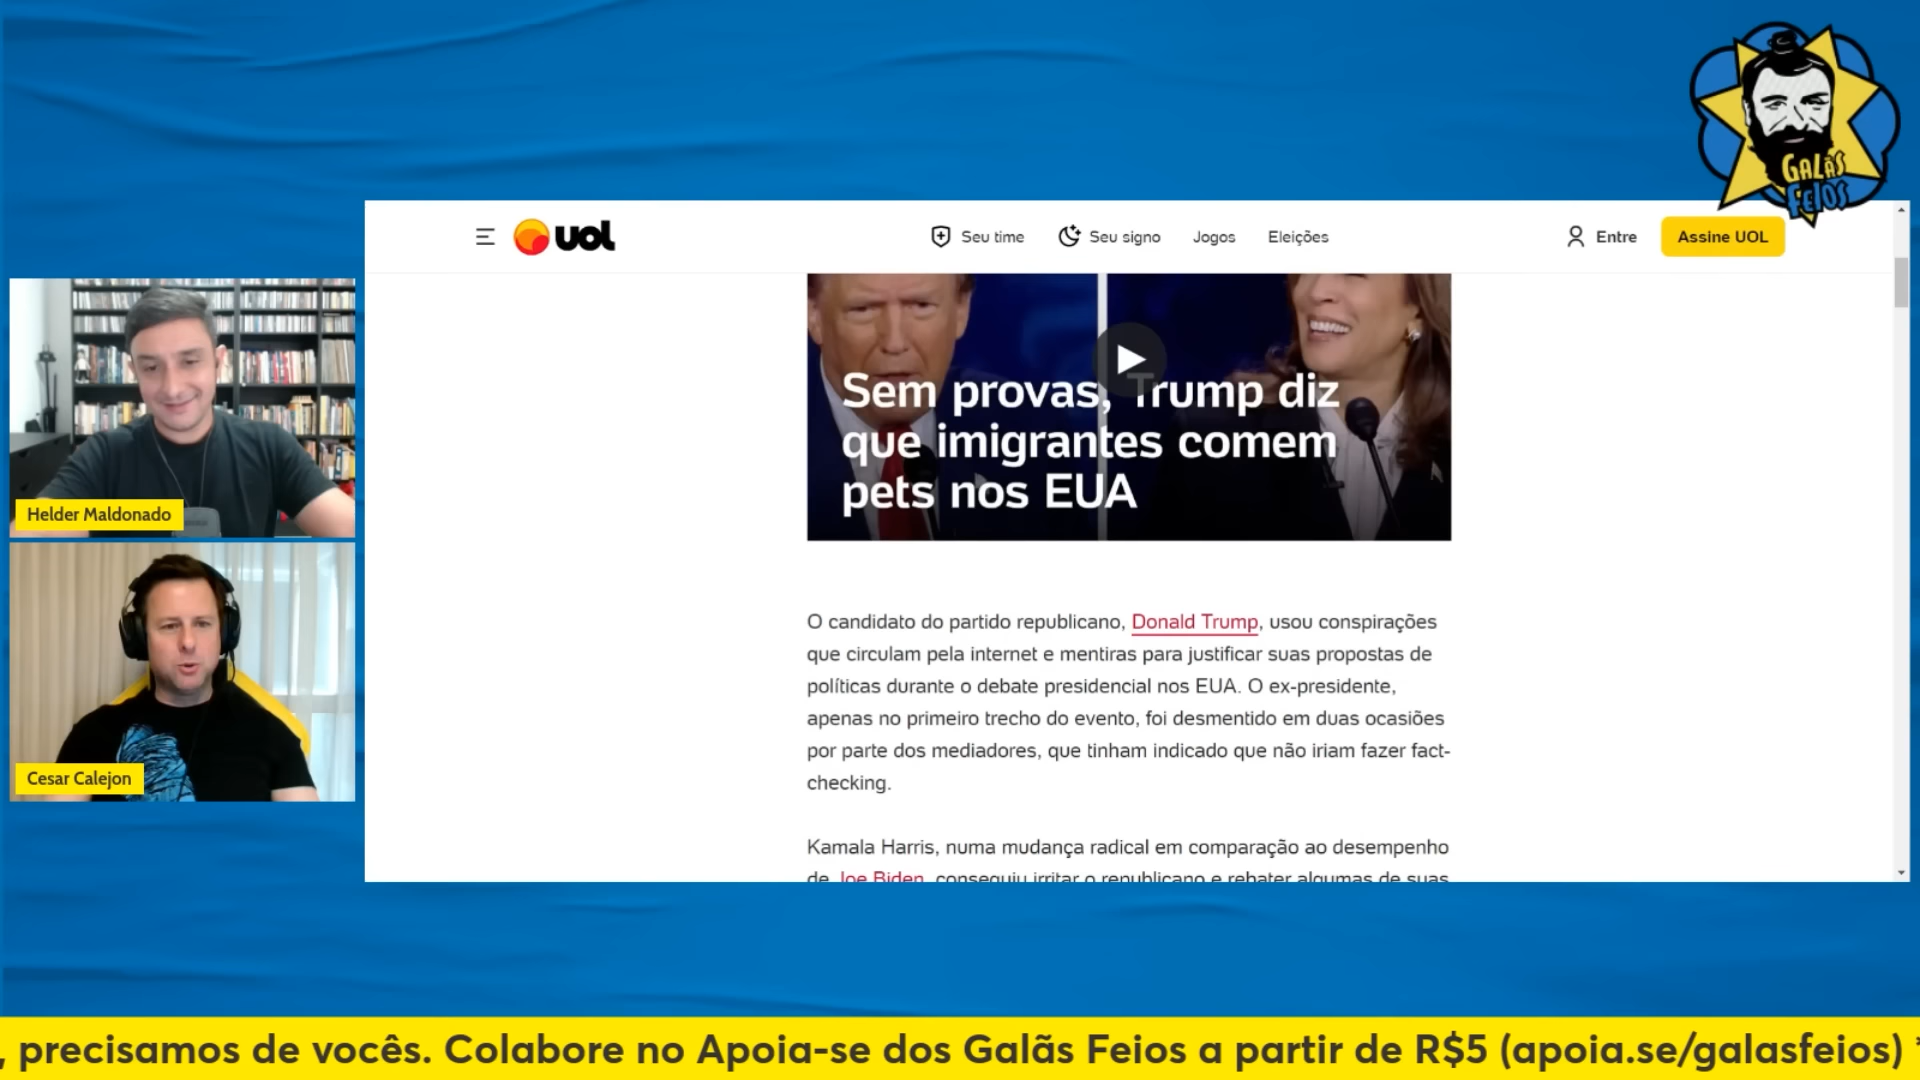 GALÃS
FEIOS
uol
Seu time
Seu signo
Jogos
Eleições
Entre
Assine UOL
Sem provas, Trump diz
que imigrantes comem
pets nos EUA
Helder Maldonado
Cesar Calejon
O candidato do partido republicano, Donald Trump, usou conspirações
que circulam pela internet e mentiras para justificar suas propostas de
políticas durante o debate presidencial nos EUA. O ex-presidente,
apenas no primeiro trecho do evento, foi desmentido em duas ocasiões
por parte dos mediadores, que tinham indicado que não iriam fazer fact-
checking.
Kamala Harris, numa mudança radical em comparação ao desempenho
de Joe Biden, conseguiu irritar o republicano e rebater algumas de suas
, precisamos de vocês. Colabore no Apoia-se dos Galãs Feios a partir de R$5 (apoia.se/galasfeios)